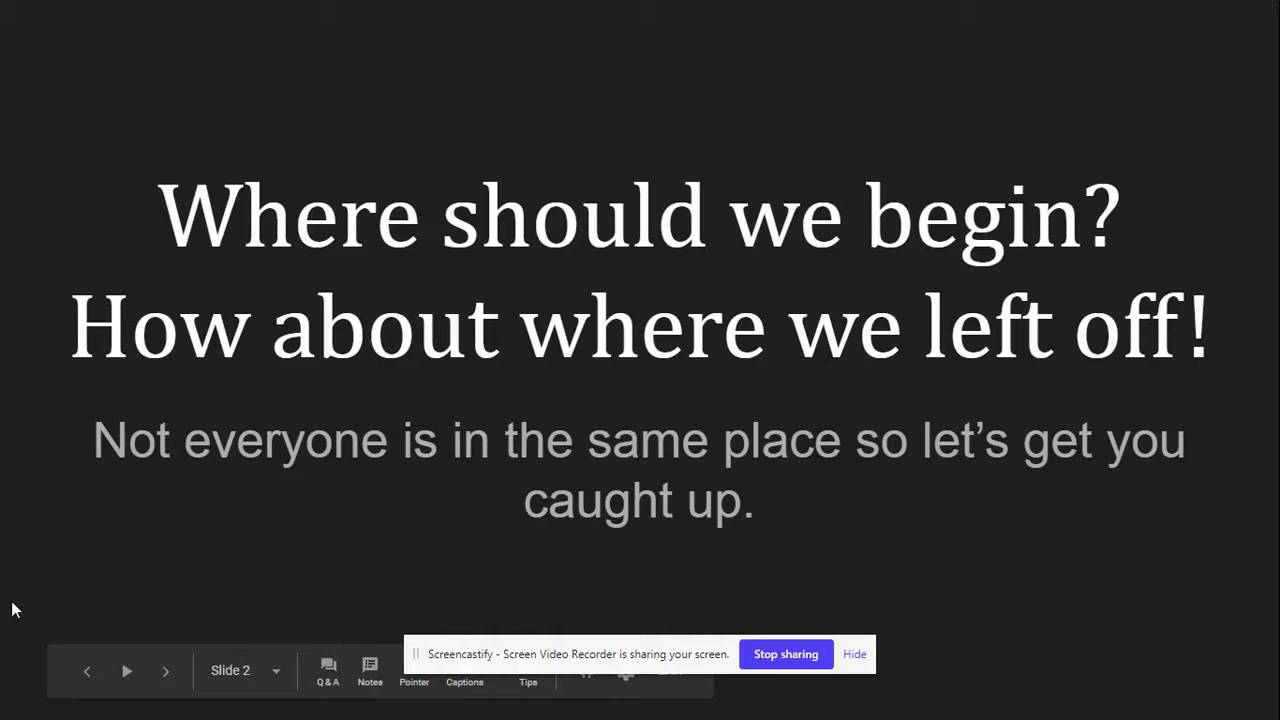 Where should we begin?
How about where we left off!
Not everyone is in the same place so let's get you
caught up.
Screencastify - Screen Video Recorder is sharing your screen.
Stop sharing
Hide
Slide 2
Q & A
Notes
Pointer
Captions
Tips